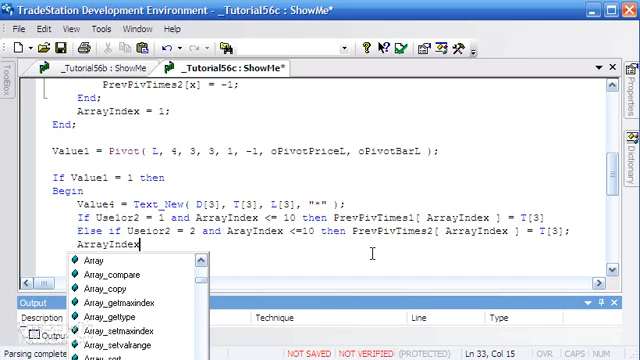 TradeStation Development Environment - _Tutorial56c : ShowMe*
File Edit View Tools Window Help
ToolBox
_Tutorial56b : ShowMe
_Tutorial56c : ShowMe*
Properties
Dictionary
PrevPivTimes2[x] = -1;
End;
ArrayIndex = 1;
End;
Value1 = Pivot( L, 4, 3, 3, 1, -1, oPivotPriceL, oPivotBarL );
If Value1 = 1 then
Begin
Value4 = Text_New( D[3], T[3], L[3], "*" );
If Use1or2 = 1 and ArrayIndex <= 10 then PrevPivTimes1[ ArrayIndex ] = T[3]
Else if Use1or2 = 2 and ArayIndex <=10 then PrevPivTimes2[ ArrayIndex ] = T[3];
ArrayIndex
Array
Array_compare
Array_copy
Array_getmaxindex
Array_gettype
Array_setmaxindex
Array_setvalrange
Array_sort
Output
Description
Technique
Line
Type
Output
Parsing complete
NOT SAVED
NOT VERIFIED
(PROTECTED)
Ln 33, Col 15
OVR CAPS NUM